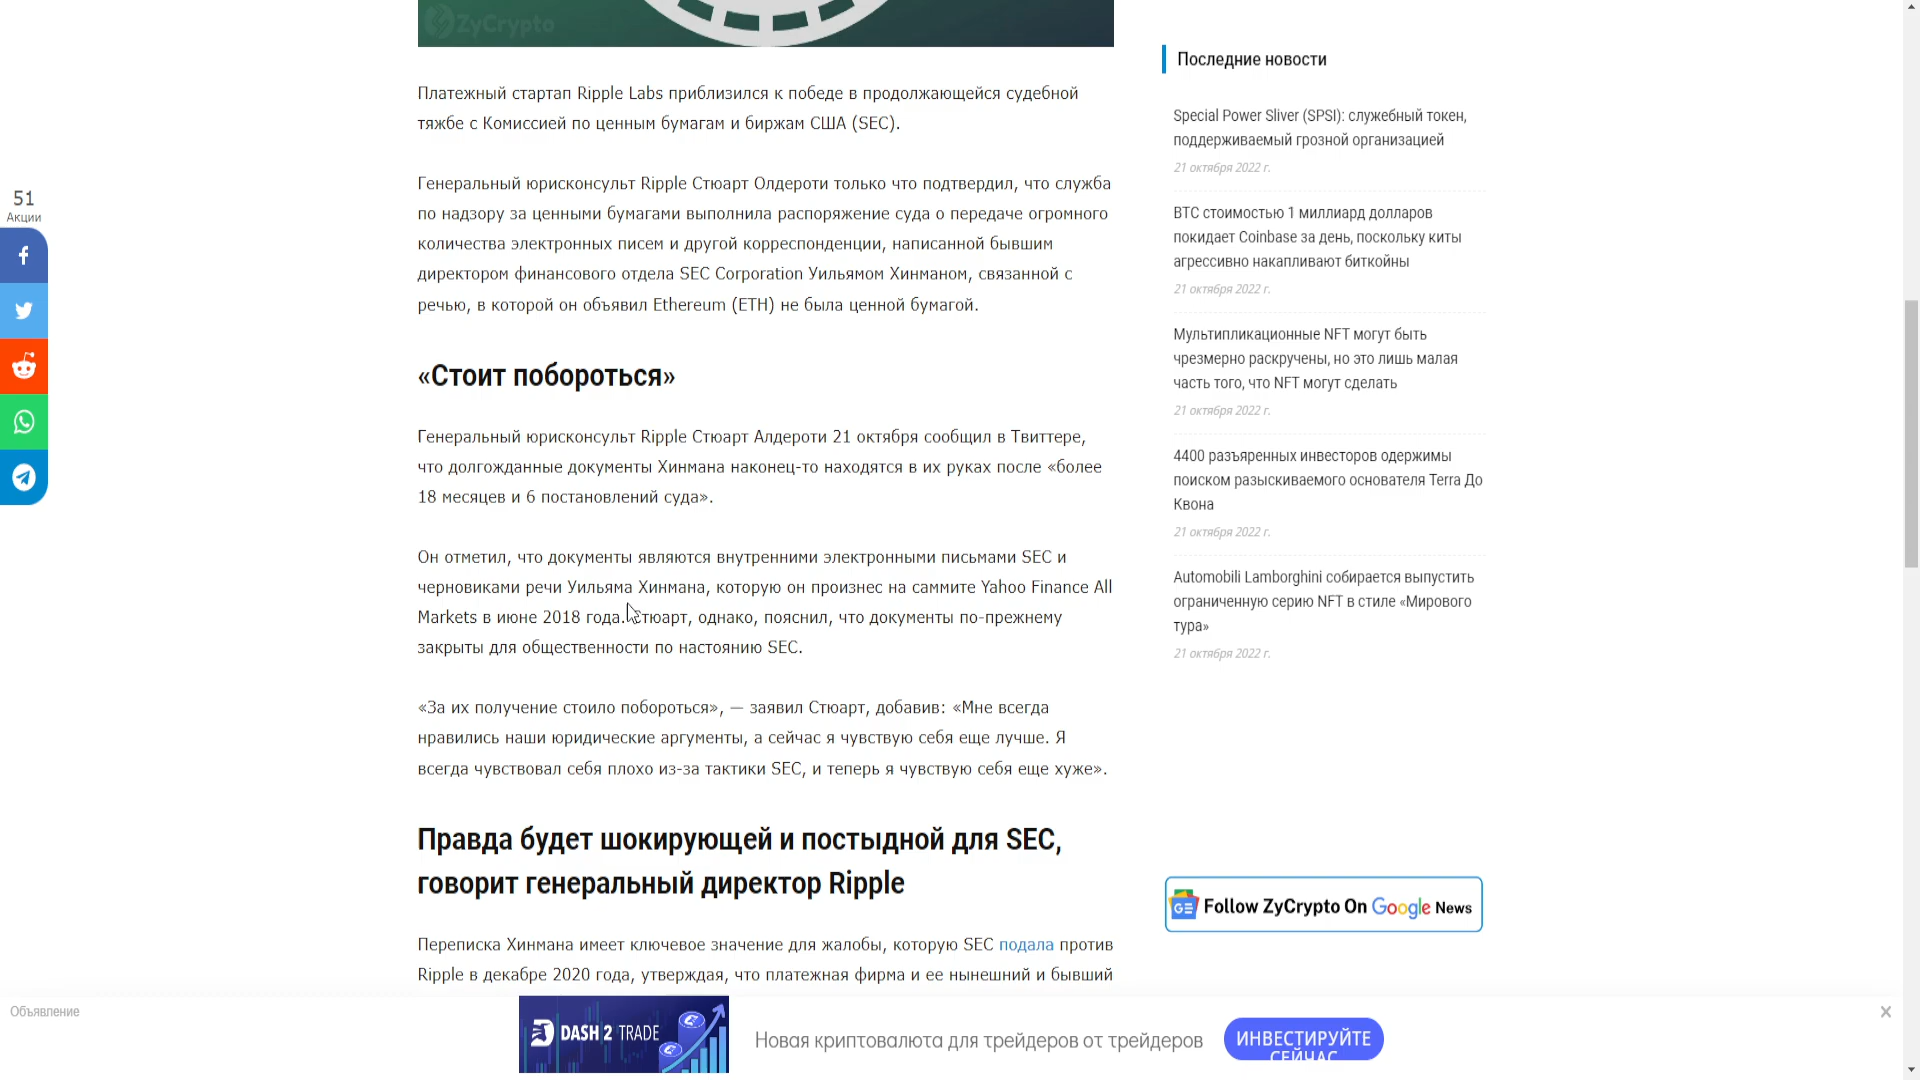 ZyCrypto
Платежный стартап Ripple Labs приблизился к победе в продолжающейся судебной
тяжбе с Комиссией по ценным бумагам и биржам США (SEC).
Генеральный юрисконсульт Ripple Стюарт Олдероти только что подтвердил, что служба
по надзору за ценными бумагами выполнила распоряжение суда о передаче огромного
количества электронных писем и другой корреспонденции, написанной бывшим
директором финансового отдела SEC Corporation Уильямом Хинманом, связанной с
речью, в которой он объявил Ethereum (ETH) не была ценной бумагой.
«Стоит побороться»
Генеральный юрисконсульт Ripple Стюарт Алдероти 21 октября сообщил в Твиттере,
что долгожданные документы Хинмана наконец-то находятся в их руках после «более
18 месяцев и 6 постановлений суда».
Он отметил, что документы являются внутренними электронными письмами SEC и
черновиками речи Уильяма Хинмана, которую он произнес на саммите Yahoo Finance All
Markets в июне 2018 года. Стюарт, однако, пояснил, что документы по-прежнему
закрыты для общественности по настоянию SEC.
«За их получение стоило побороться», — заявил Стюарт, добавив: «Мне всегда
нравились наши юридические аргументы, а сейчас я чувствую себя еще лучше. Я
всегда чувствовал себя плохо из-за тактики SEC, и теперь я чувствую себя еще хуже».
Правда будет шокирующей и постыдной для SEC,
говорит генеральный директор Ripple
Переписка Хинмана имеет ключевое значение для жалобы, которую SEC подала против
Ripple в декабре 2020 года, утверждая, что платежная фирма и ее нынешний и бывший
51
Акции
Последние новости
Special Power Sliver (SPSI): служебный токен,
поддерживаемый грозной организацией
21 октября 2022 г.
BTC стоимостью 1 миллиард долларов
покидает Coinbase за день, поскольку киты
агрессивно накапливают биткойны
21 октября 2022 г.
Мультипликационные NFT могут быть
чрезмерно раскручены, но это лишь малая
часть того, что NFT могут сделать
21 октября 2022 г.
4400 разъяренных инвесторов одержимы
поиском разыскиваемого основателя Terra До
Квона
21 октября 2022 г.
Automobili Lamborghini собирается выпустить
ограниченную серию NFT в стиле «Мирового
тура»
21 октября 2022 г.
Follow ZyCrypto On Google News
Объявление
DASH 2 TRADE
Новая криптовалюта для трейдеров от трейдеров
ИНВЕСТИРУЙТЕ
СЕЙЧАС